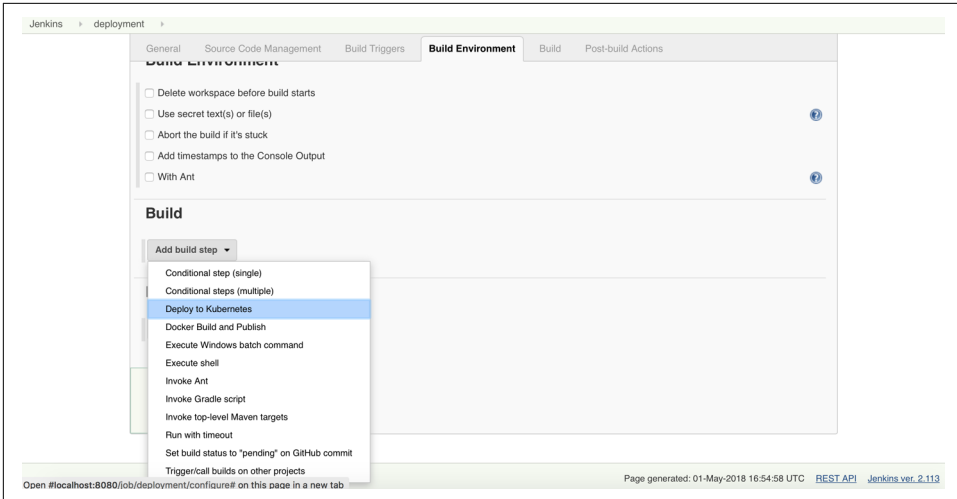 Jenkins deployment
General Source Code Management Build Triggers Build Environment Build Post-build Actions
Build Environment
Delete workspace before build starts
Use secret text(s) or file(s)
Abort the build if it's stuck
Add timestamps to the Console Output
With Ant
Build
Add build step
Conditional step (single)
Conditional steps (multiple)
Deploy to Kubernetes
Docker Build and Publish
Execute Windows batch command
Execute shell
Invoke Ant
Invoke Gradle script
Invoke top-level Maven targets
Run with timeout
Set build status to "pending" on GitHub commit
Trigger/call builds on other projects
Open #localhost:8080/job/deployment/configure# on this page in a new tab
Page generated: 01-May-2018 16:54:58 UTC REST API Jenkins ver. 2.113